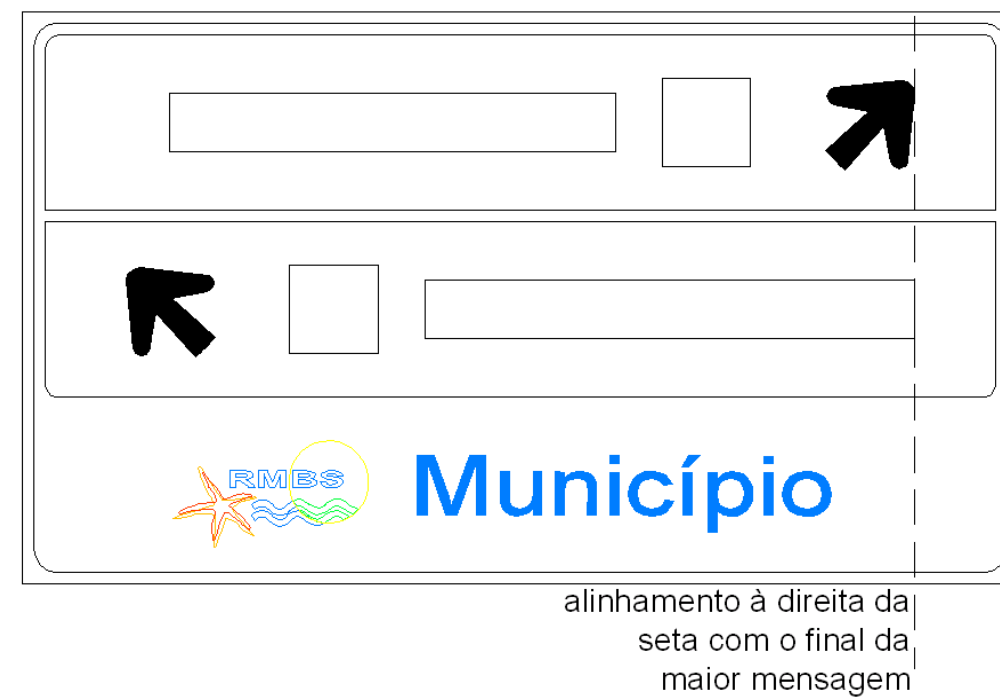 RMBS
Município
alinhamento à direita da
seta com o final da
maior mensagem